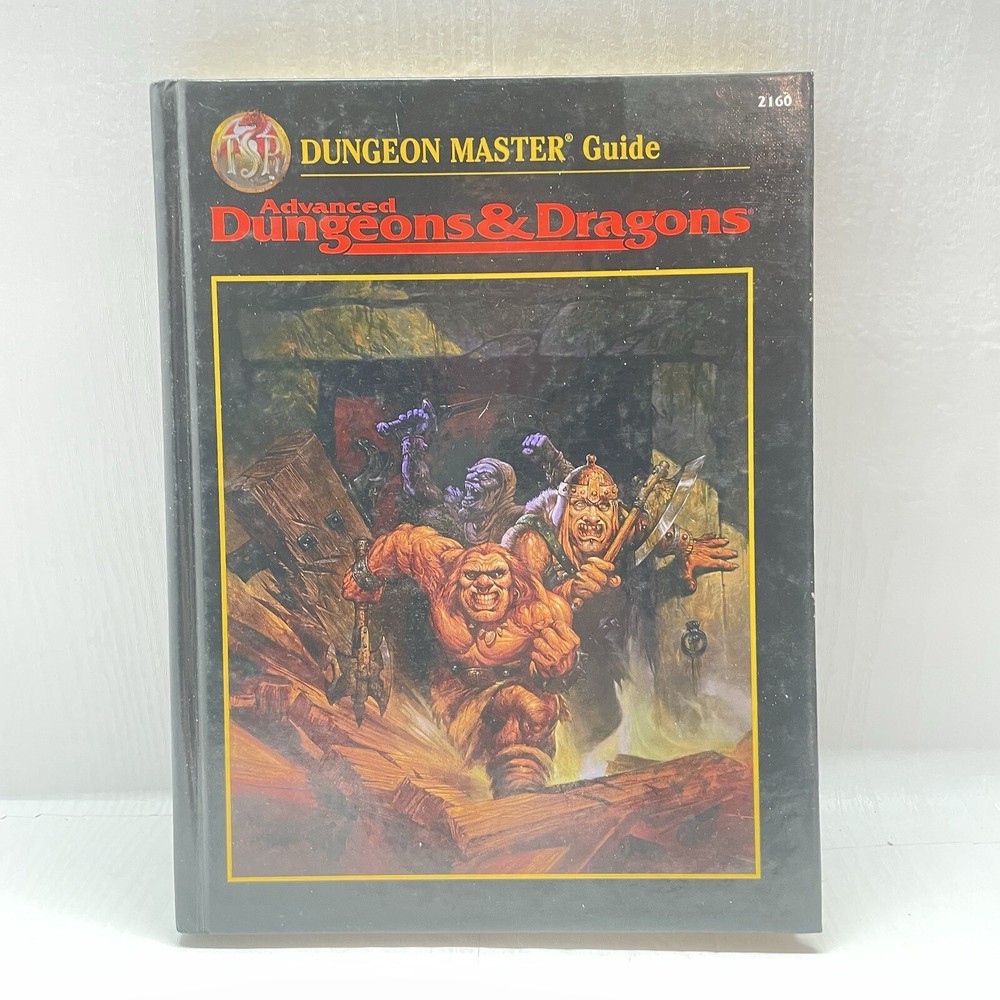 2160
TSR
DUNGEON MASTER® Guide
Advanced
Dungeons & Dragons®